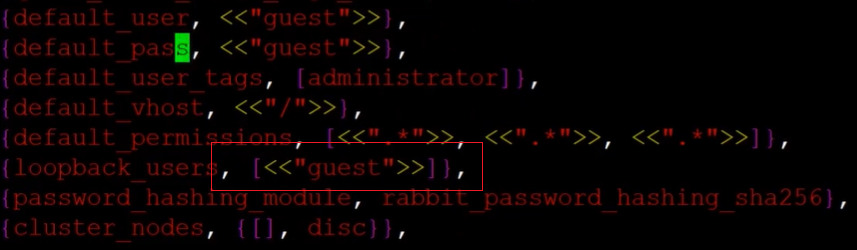 {default_user, <<"guest">>},
{default_pass, <<"guest">>},
{default_user_tags, [administrator]},
{default_vhost, <<"/">>},
{default_permissions, [<<".*">>, <<".*">>, <<".*">>]},
{loopback_users, [<<"guest">>]},
{password_hashing_module, rabbit_password_hashing_sha256},
{cluster_nodes, {[], disc}},